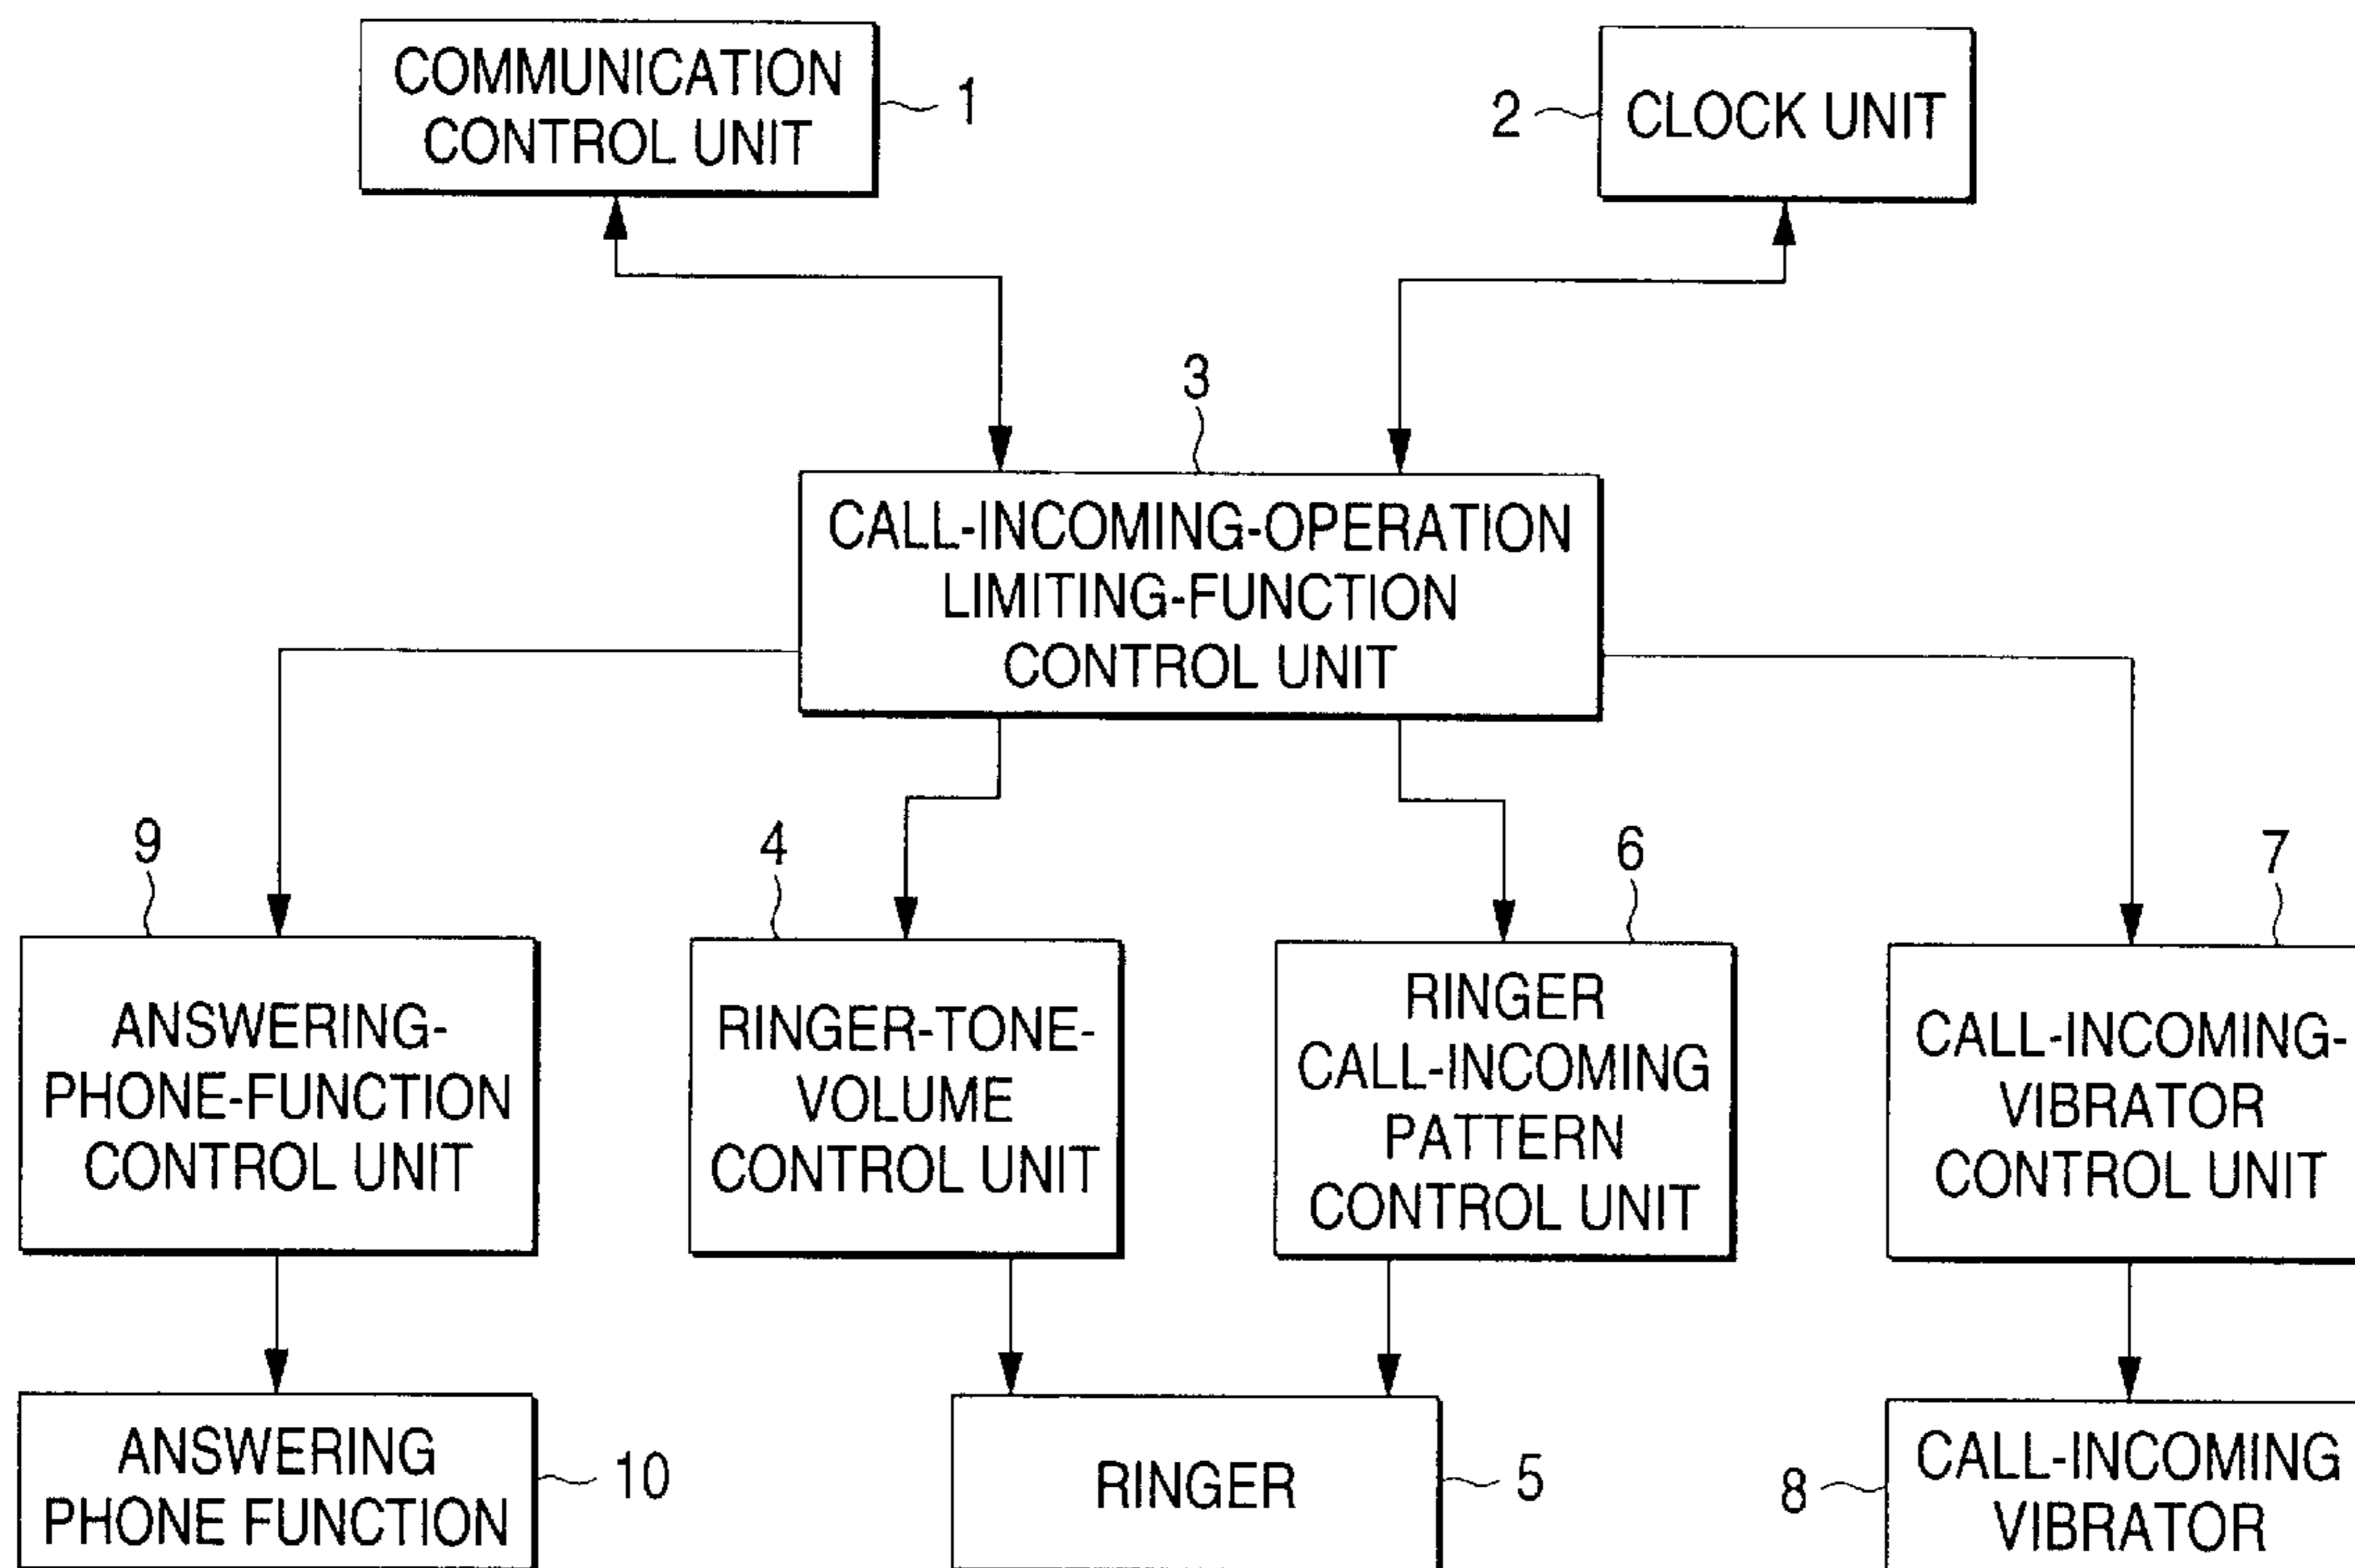 COMMUNICATION
CONTROL UNIT
1
2
CLOCK UNIT
3
CALL-INCOMING-OPERATION
LIMITING-FUNCTION
CONTROL UNIT
9
ANSWERING-
PHONE-FUNCTION
CONTROL UNIT
4
RINGER-TONE-
VOLUME
CONTROL UNIT
6
RINGER
CALL-INCOMING
PATTERN
CONTROL UNIT
7
CALL-INCOMING-
VIBRATOR
CONTROL UNIT
ANSWERING
PHONE FUNCTION
10
RINGER
5
8
CALL-INCOMING
VIBRATOR